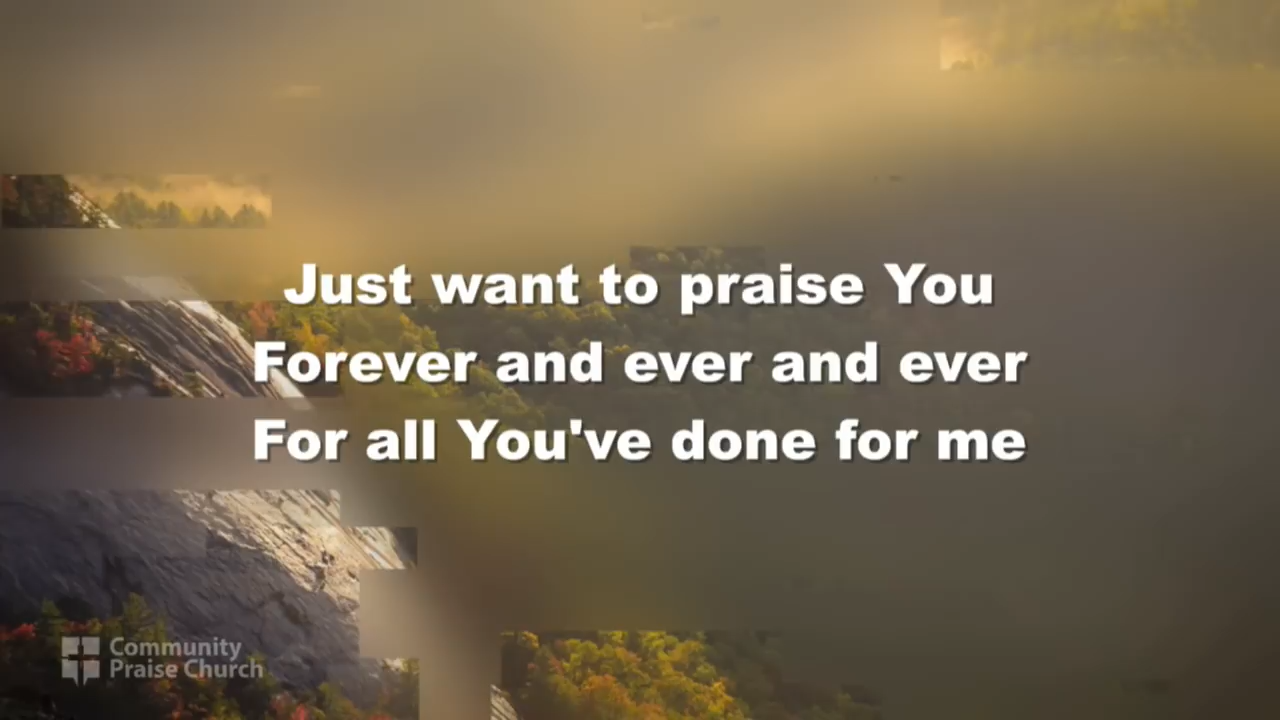 Just want to praise You
Forever and ever and ever
For all You've done for me
Community
Praise Church